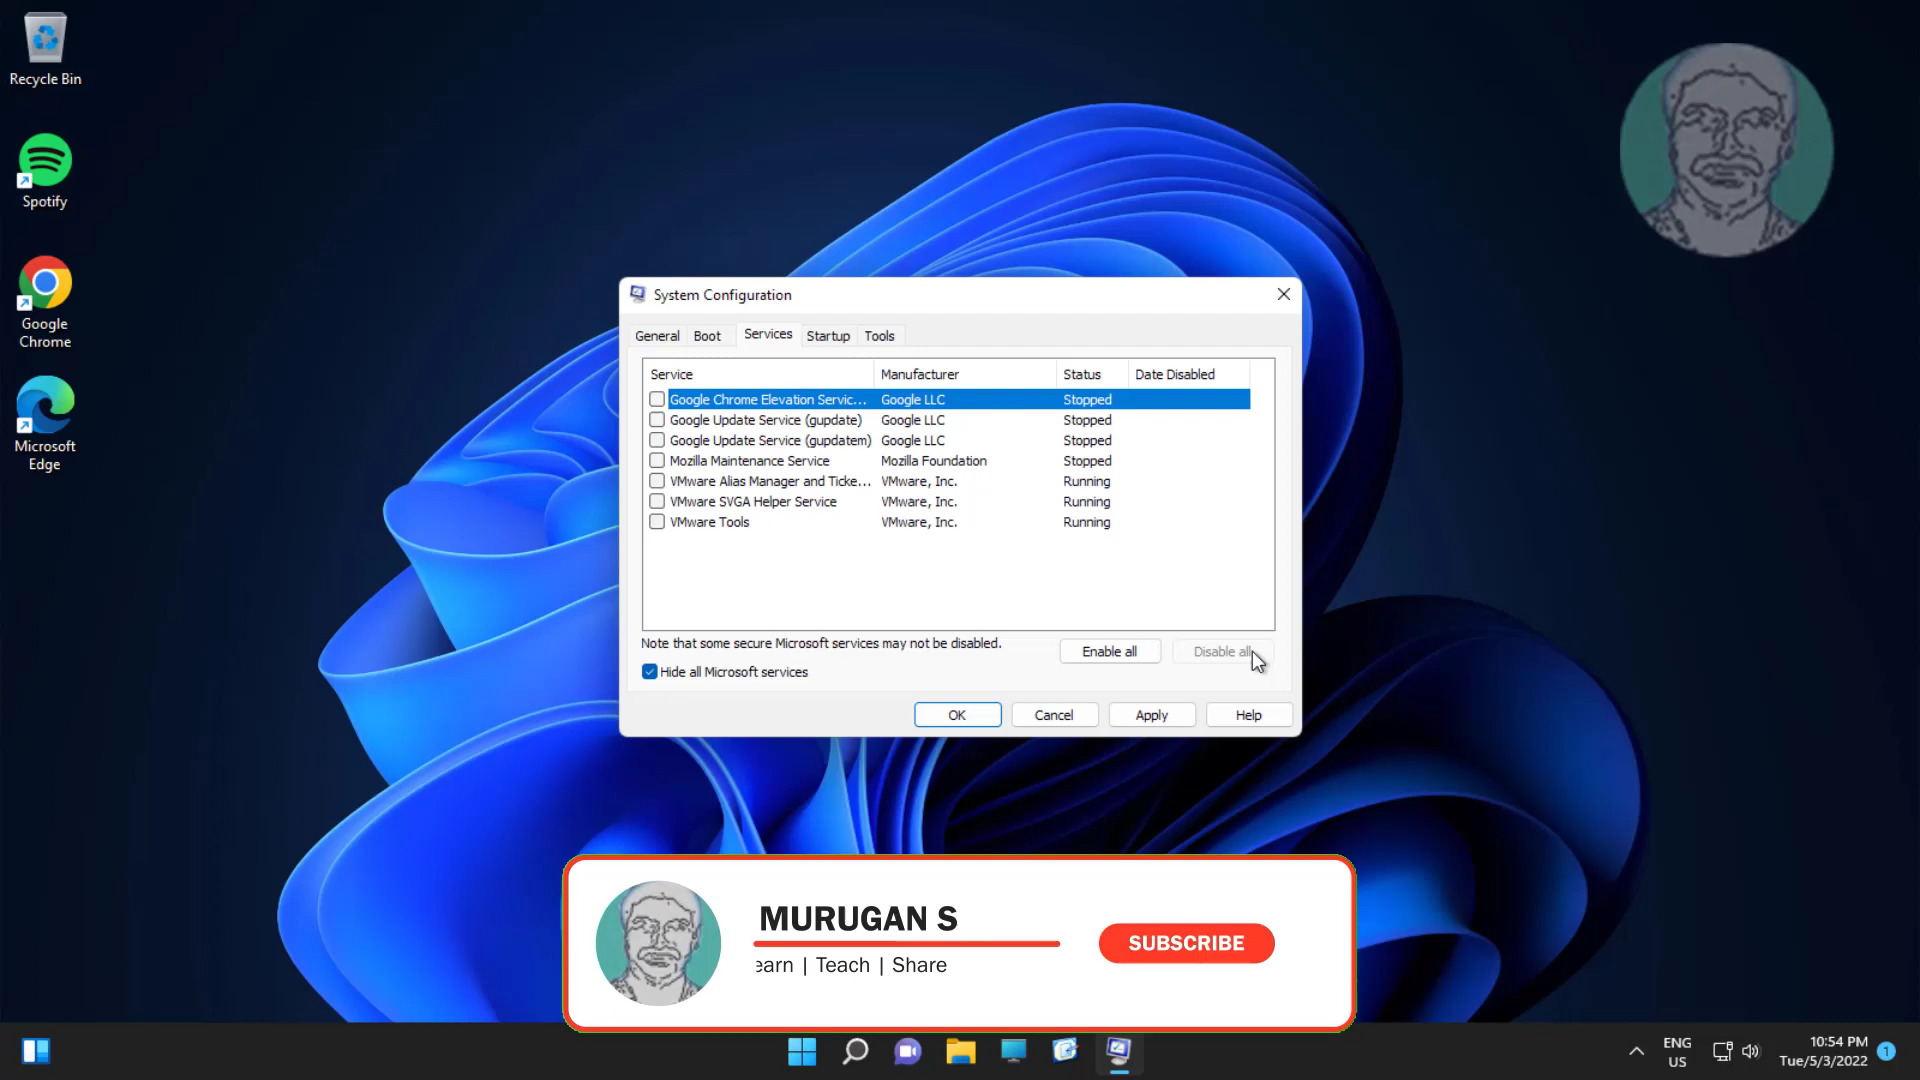 Recycle Bin
Spotify
Google
Chrome
Microsoft
Edge
System Configuration
General Boot Services Startup Tools
Service Manufacturer Status Date Disabled
Google Chrome Elevation Servic... Google LLC Stopped
Google Update Service (gupdate) Google LLC Stopped
Google Update Service (gupdatem) Google LLC Stopped
Mozilla Maintenance Service Mozilla Foundation Stopped
VMware Alias Manager and Ticke... VMware, Inc. Running
VMware SVGA Helper Service VMware, Inc. Running
VMware Tools VMware, Inc. Running
Note that some secure Microsoft services may not be disabled.
Enable all Disable all
Hide all Microsoft services
OK Cancel Apply Help
MURUGAN S
earn | Teach | Share
SUBSCRIBE
ENG
US
10:54 PM
Tue/5/3/2022
1